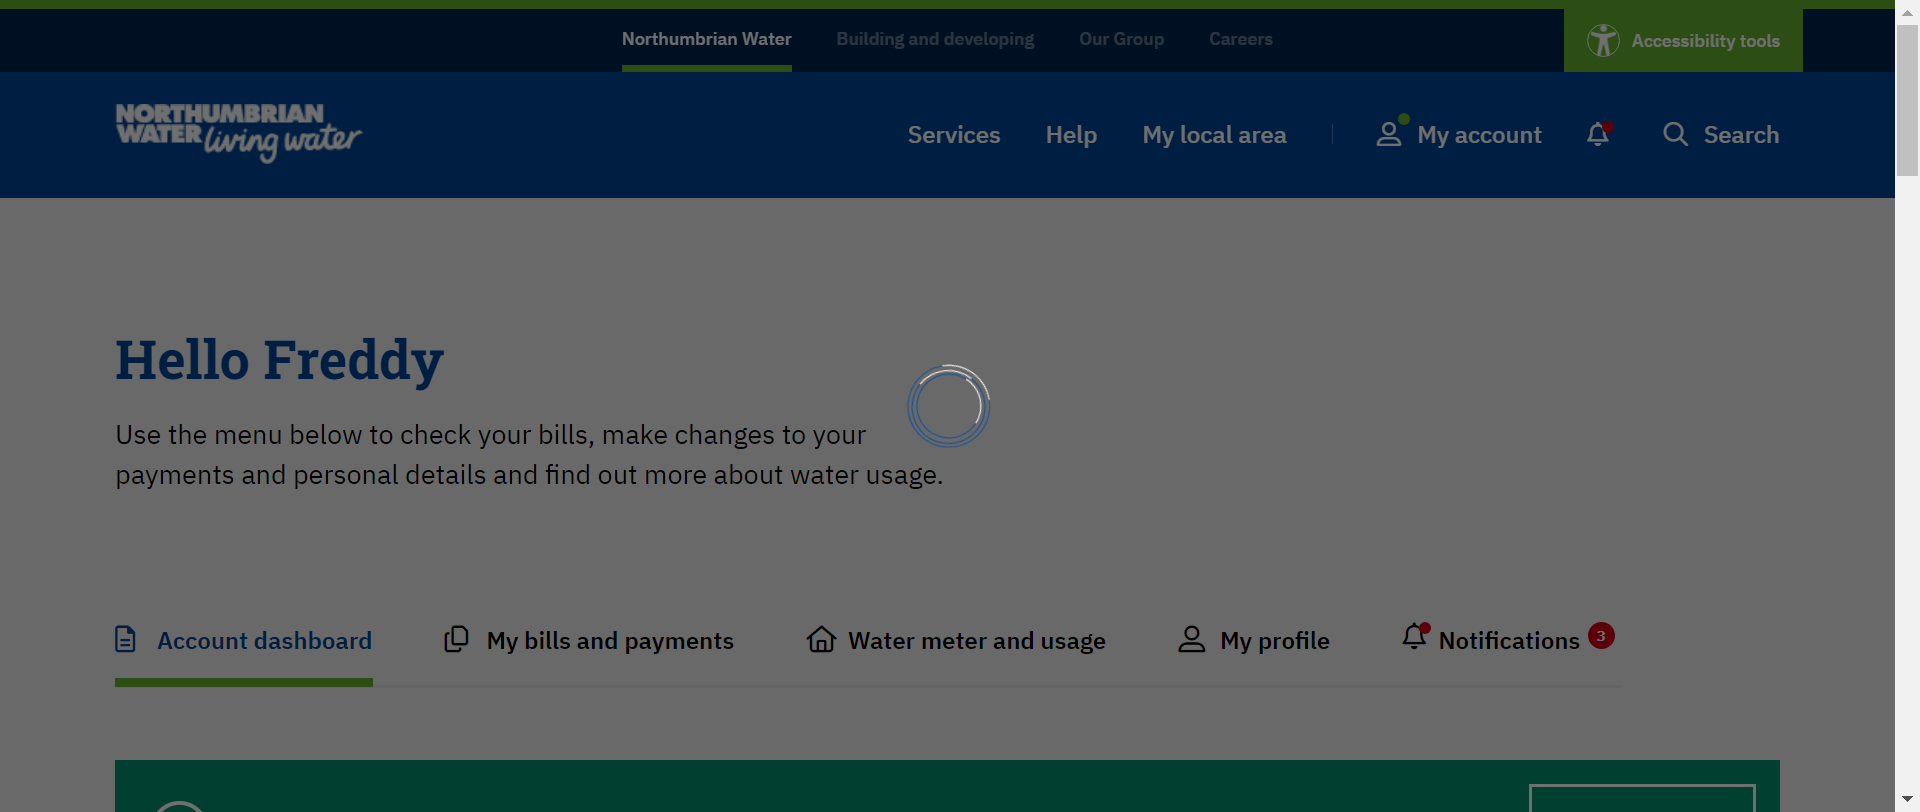 Northumbrian Water
Building and developing
Our Group
Careers
Accessibility tools
NORTHUMBRIAN
WATER living water
Services
Help
My local area
My account
Search
Hello Freddy
Use the menu below to check your bills, make changes to your
payments and personal details and find out more about water usage.
Account dashboard
My bills and payments
Water meter and usage
My profile
Notifications 3